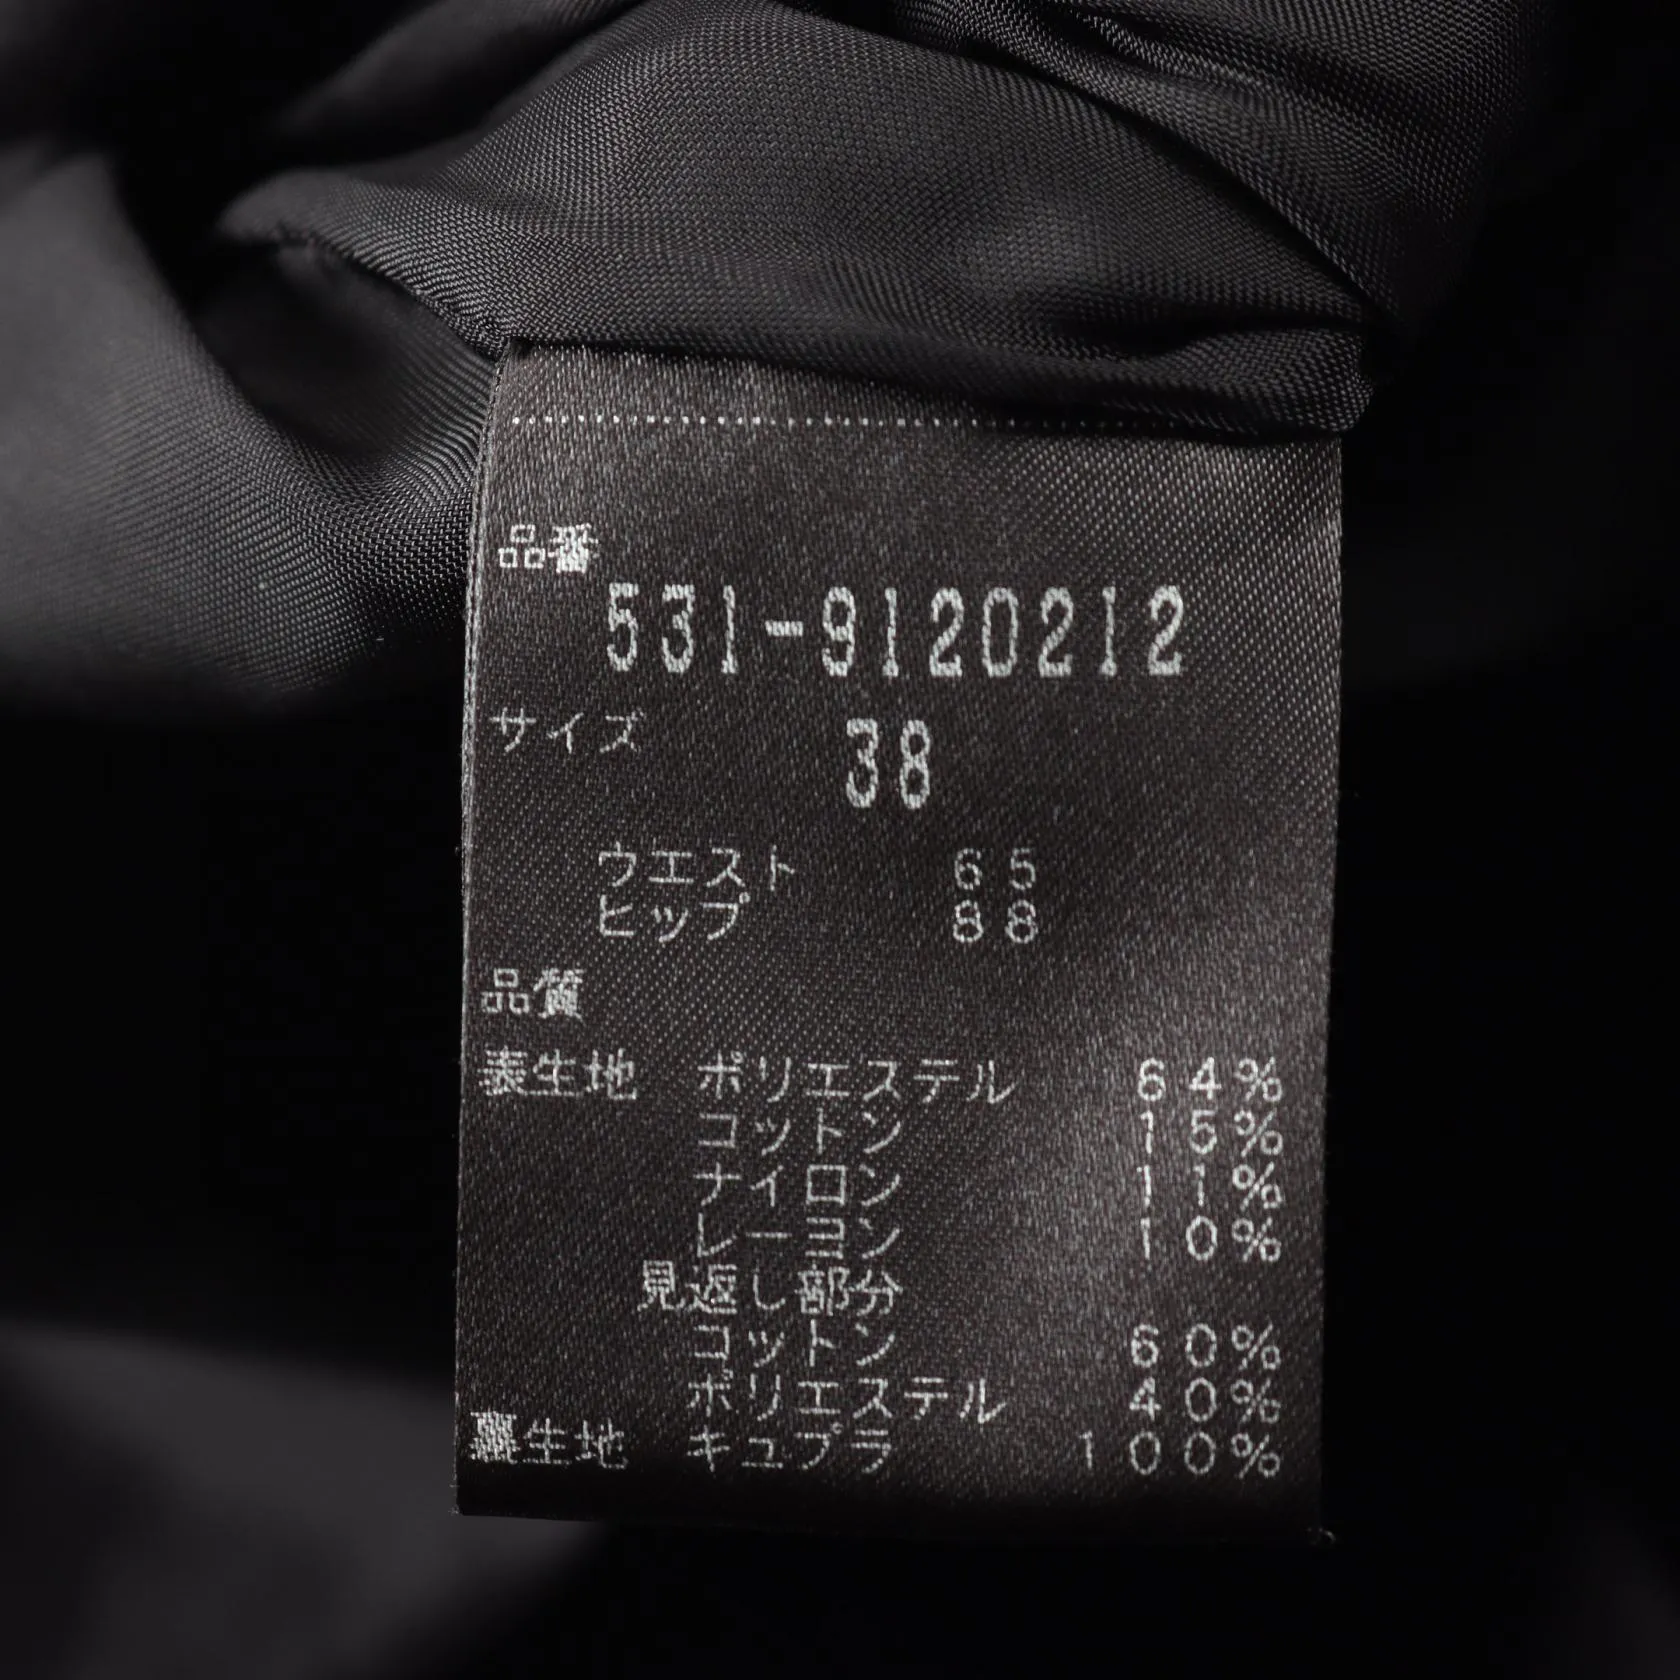 品番
531-9120212
サイズ 38
ウエスト 65
ヒップ 88
品質
表生地 ポリエステル 64%
コットン 15%
ナイロン 11%
レーヨン 10%
見返し部分
コットン 60%
ポリエステル 40%
裏生地 キュプラ 100%